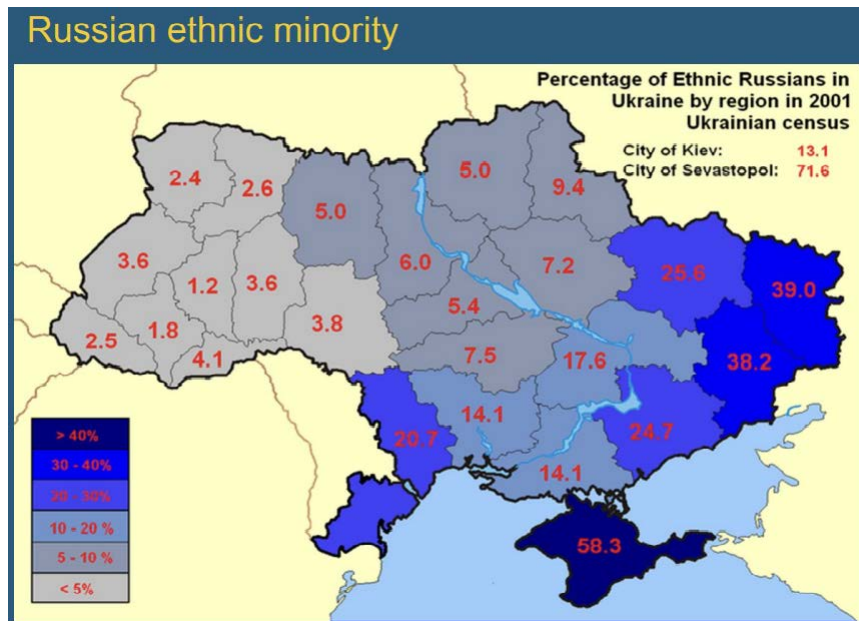 Russian ethnic minority
Percentage of Ethnic Russians in
Ukraine by region in 2001
Ukrainian census
City of Kiev: 13.1
City of Sevastopol: 71.6
2.4
2.6
5.0
5.0
9.4
3.6
1.2
3.6
6.0
7.2
25.6
39.0
2.5
1.8
4.1
3.8
5.4
7.5
17.6
38.2
20.7
14.1
24.7
14.1
58.3
> 40%
30 - 40%
20 - 30%
10 - 20 %
5 - 10 %
< 5%